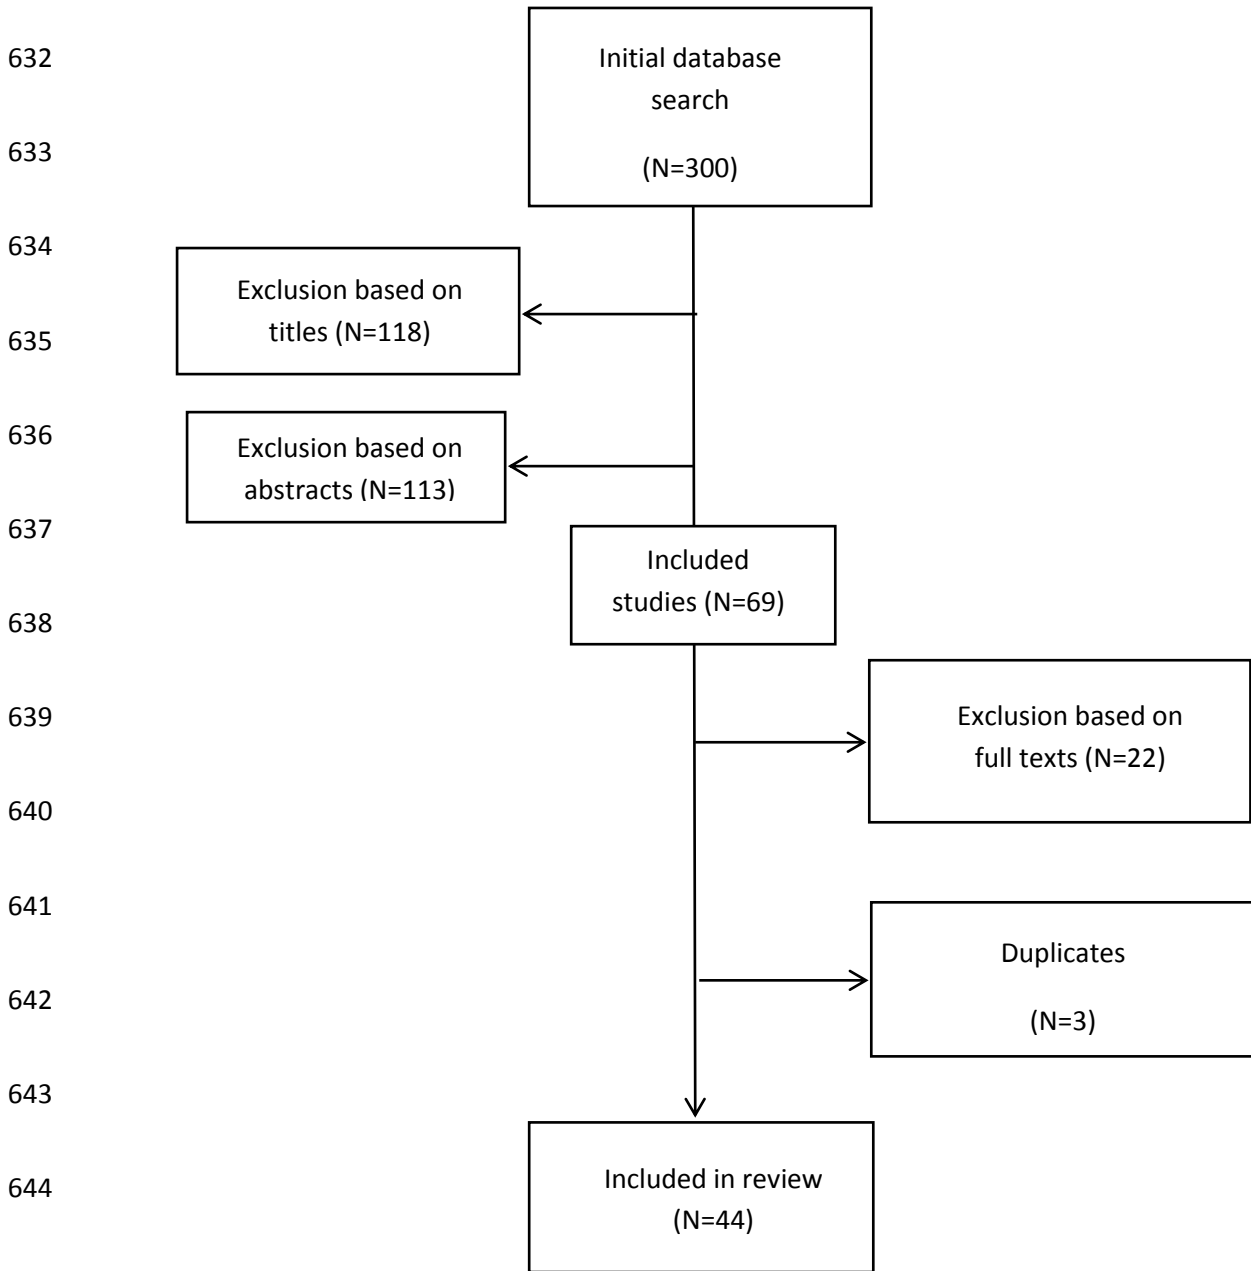 632
Initial database
search
633
(N=300)
634
Exclusion based on
titles (N=118)
635
636
Exclusion based on
abstracts (N=113)
637
Included
studies (N=69)
638
639
Exclusion based on
full texts (N=22)
640
641
Duplicates
642
(N=3)
643
644
Included in review
(N=44)